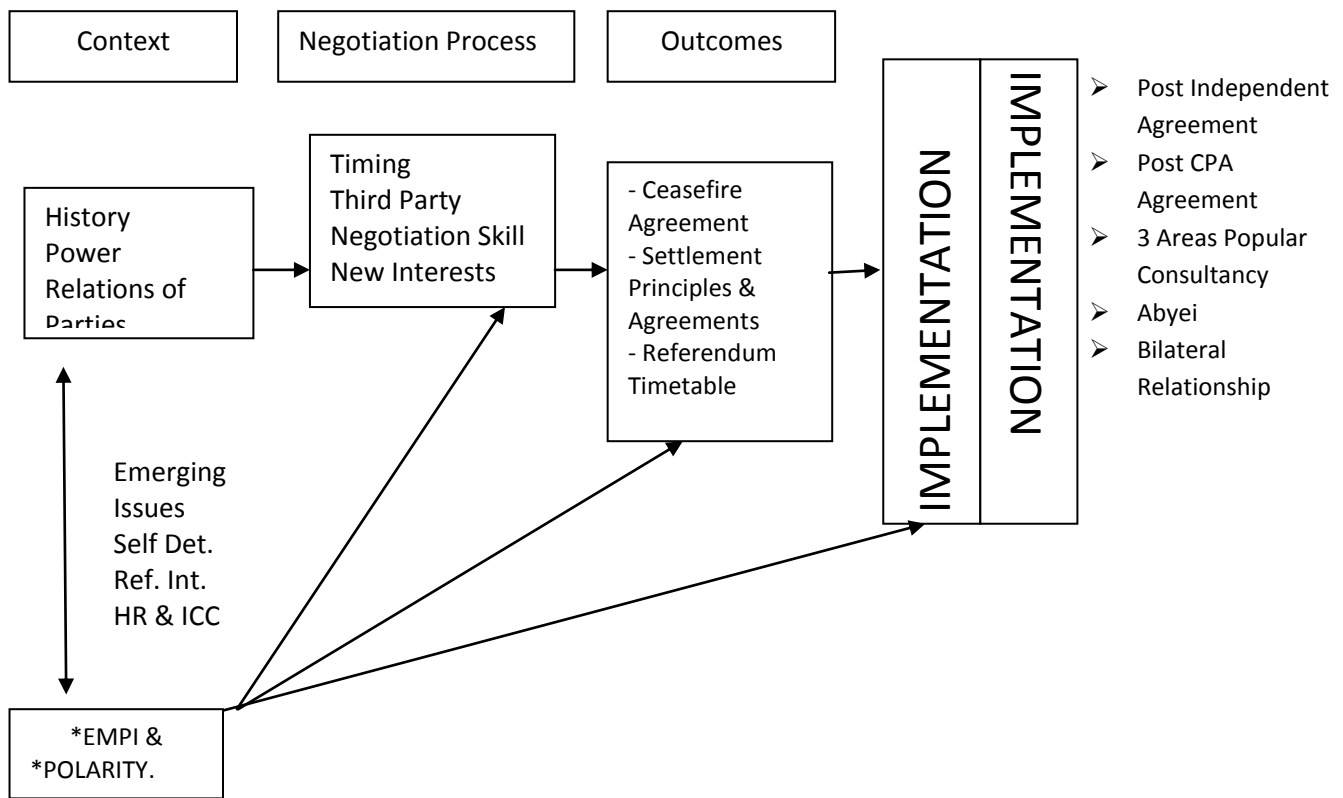 Context
Negotiation Process
Outcomes
History
Power
Relations of
Parties
Timing
Third Party
Negotiation Skill
New Interests
- Ceasefire
Agreement
- Settlement
Principles &
Agreements
- Referendum
Timetable
IMPLEMENTATION
IMPLEMENTATION
➢ Post Independent
Agreement
➢ Post CPA
Agreement
➢ 3 Areas Popular
Consultancy
➢ Abyei
➢ Bilateral
Relationship
Emerging
Issues
Self Det.
Ref. Int.
HR & ICC
*EMPI &
*POLARITY.